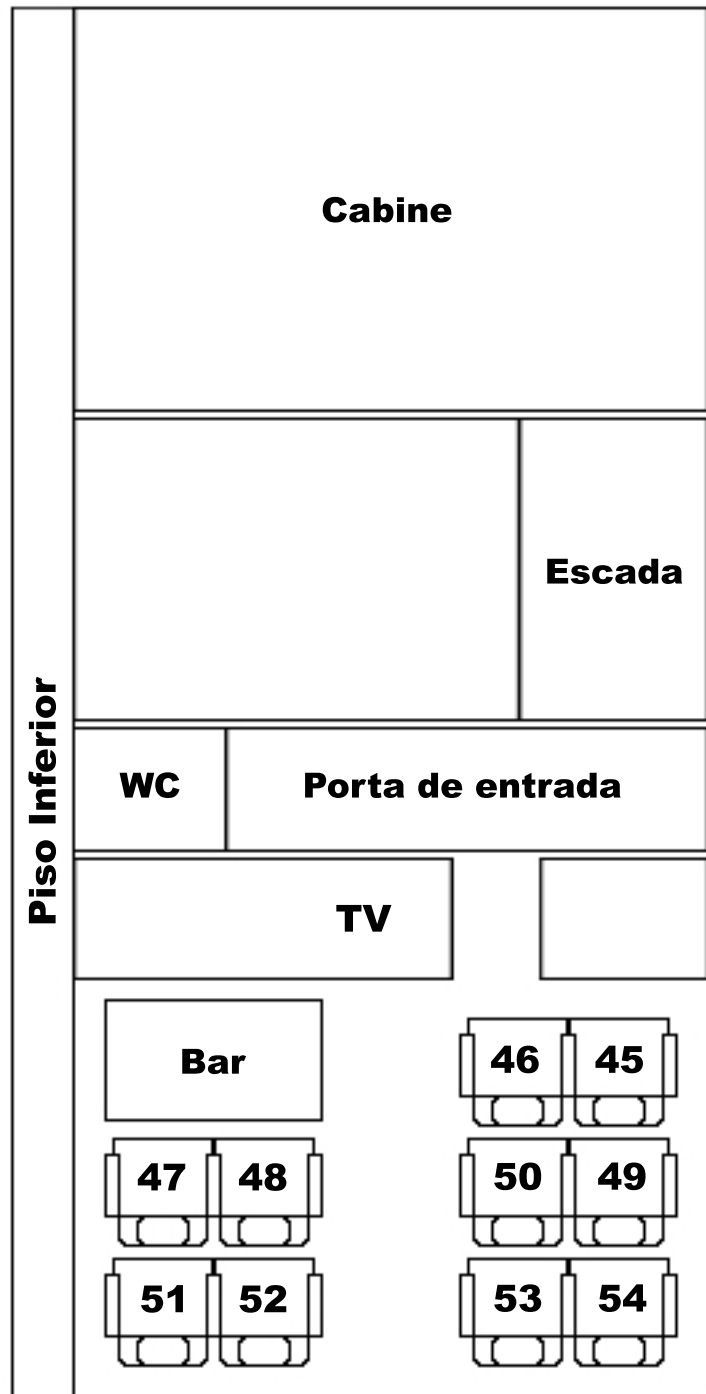 Cabine
Escada
Piso Inferior
WC
Porta de entrada
TV
Bar
46
45
47
48
50
49
51
52
53
54